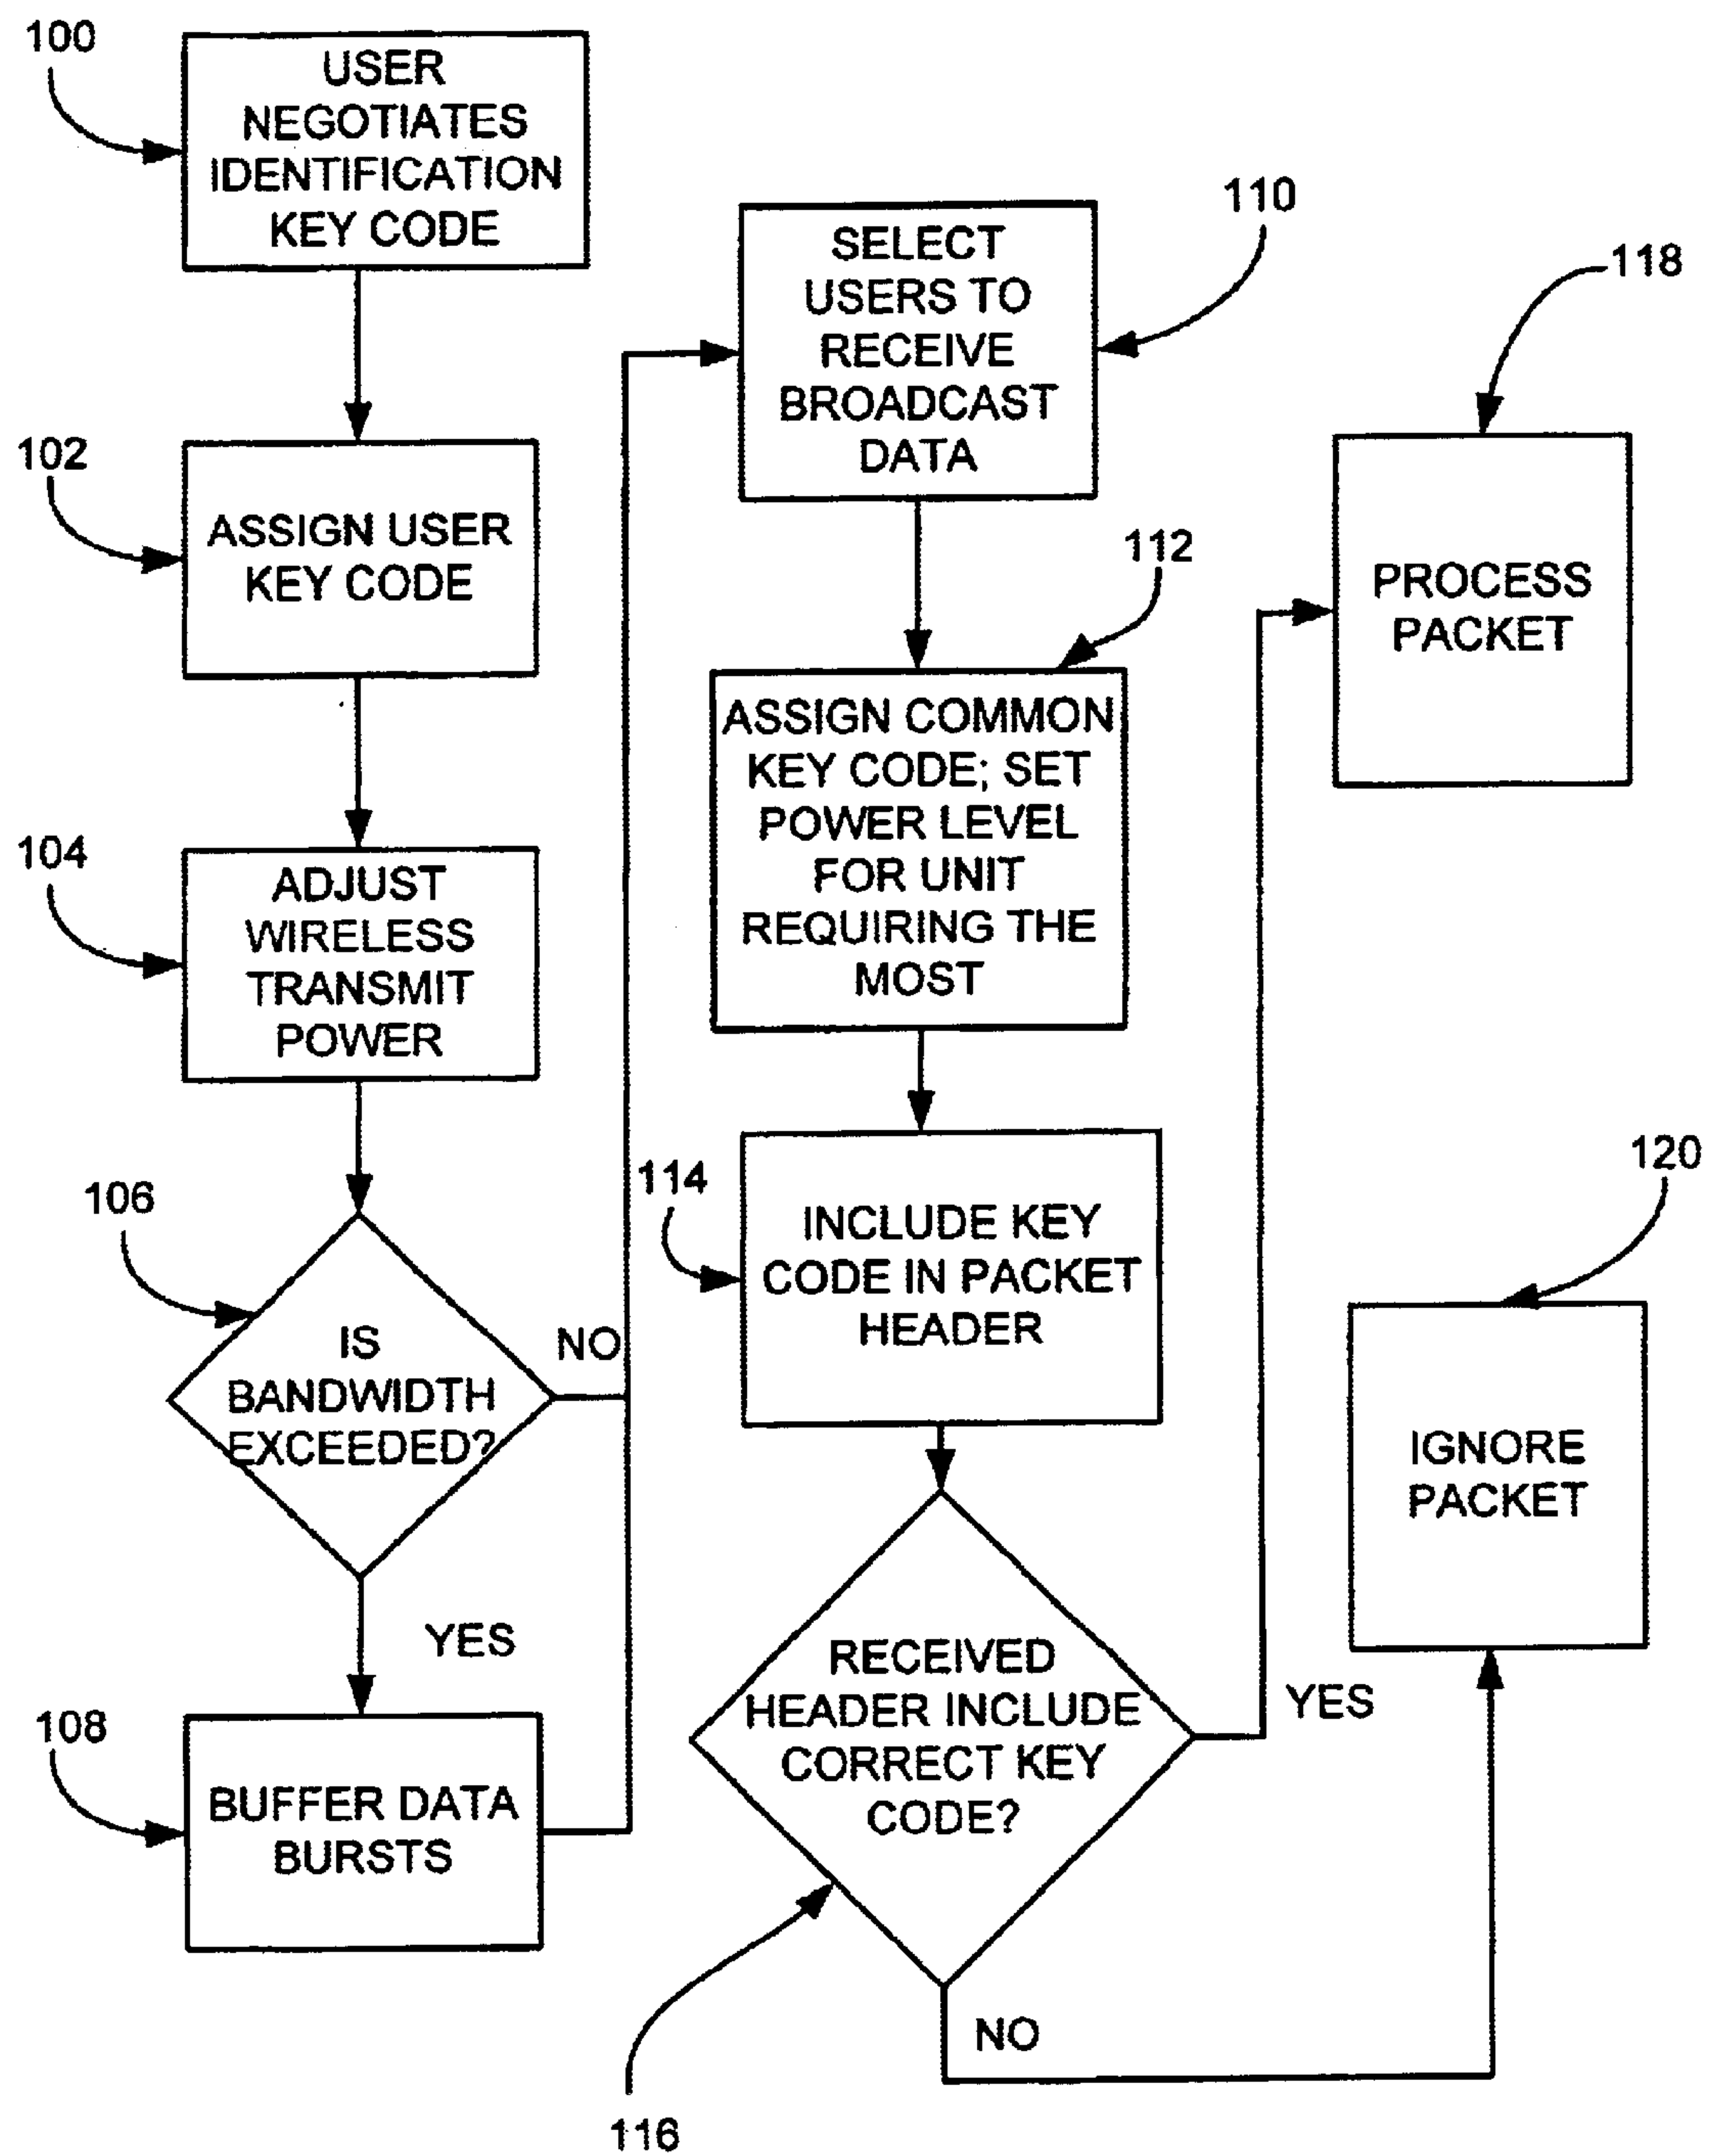 100
USER
NEGOTIATES
IDENTIFICATION
KEY CODE
102
ASSIGN USER
KEY CODE
104
ADJUST
WIRELESS
TRANSMIT
POWER
106
IS
BANDWIDTH
EXCEEDED?
NO
YES
108
BUFFER DATA
BURSTS
110
SELECT
USERS TO
RECEIVE
BROADCAST
DATA
112
ASSIGN COMMON
KEY CODE; SET
POWER LEVEL
FOR UNIT
REQUIRING THE
MOST
114
INCLUDE KEY
CODE IN PACKET
HEADER
RECEIVED
HEADER INCLUDE
CORRECT KEY
CODE?
116
YES
NO
118
PROCESS
PACKET
120
IGNORE
PACKET